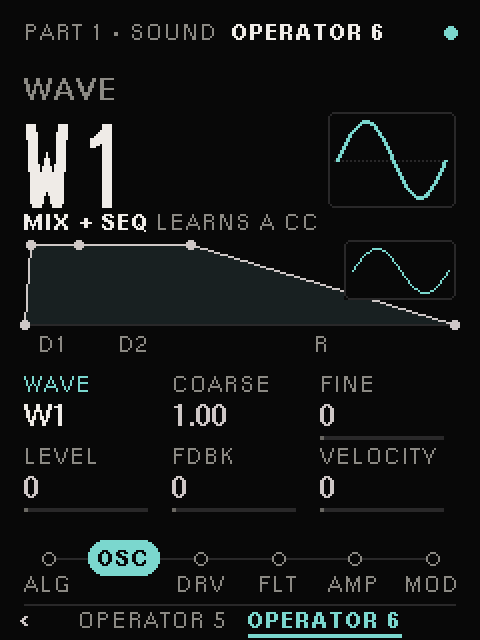 PART 1 · SOUND OPERATOR 6
WAVE
W1
MIX + SEQ LEARNS A CC
D1 D2 R
WAVE COARSE FINE
W1 1.00 0
LEVEL FDBK VELOCITY
0 0 0
OSC
ALG DRV FLT AMP MOD
‹ OPERATOR 5 OPERATOR 6